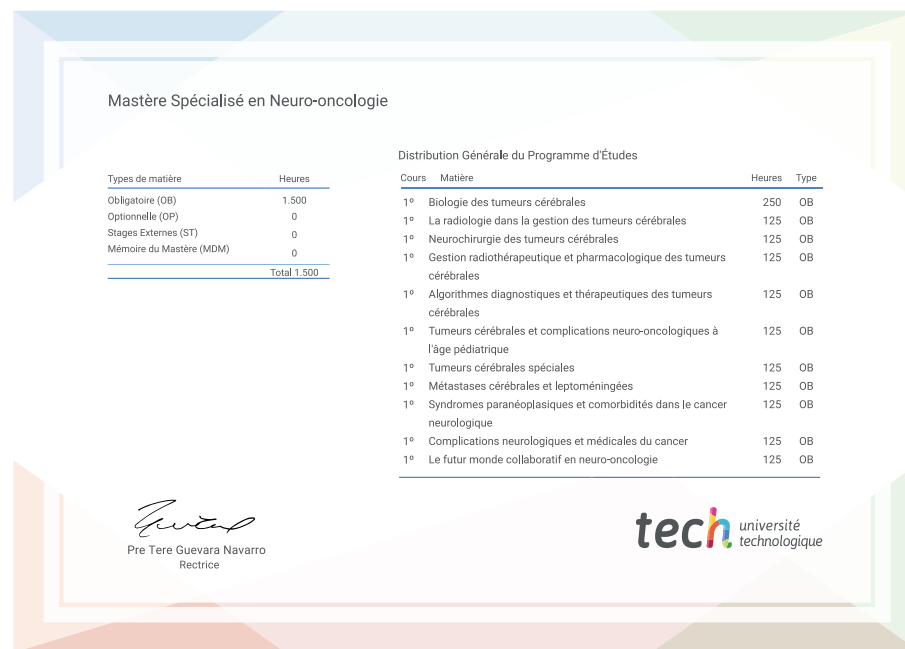 Mastère Spécialisé en Neuro-oncologie
Types de matière Heures
Obligatoire (OB) 1.500
Optionnelle (OP) 0
Stages Externes (ST) 0
Mémoire du Mastère (MDM) 0
Total 1.500
Distribution Générale du Programme d'Études
Cours Matière Heures Type
1º Biologie des tumeurs cérébrales 250 OB
1º La radiologie dans la gestion des tumeurs cérébrales 125 OB
1º Neurochirurgie des tumeurs cérébrales 125 OB
1º Gestion radiothérapeutique et pharmacologique des tumeurs 125 OB
cérébrales
1º Algorithmes diagnostiques et thérapeutiques des tumeurs 125 OB
cérébrales
1º Tumeurs cérébrales et complications neuro-oncologiques à 125 OB
l'âge pédiatrique
1º Tumeurs cérébrales spéciales 125 OB
1º Métastases cérébrales et leptoméningées 125 OB
1º Syndromes paranéoplasiques et comorbidités dans le cancer 125 OB
neurologique
1º Complications neurologiques et médicales du cancer 125 OB
1º Le futur monde collaboratif en neuro-oncologie 125 OB
Pre Tere Guevara Navarro
Rectrice
tech université
technologique